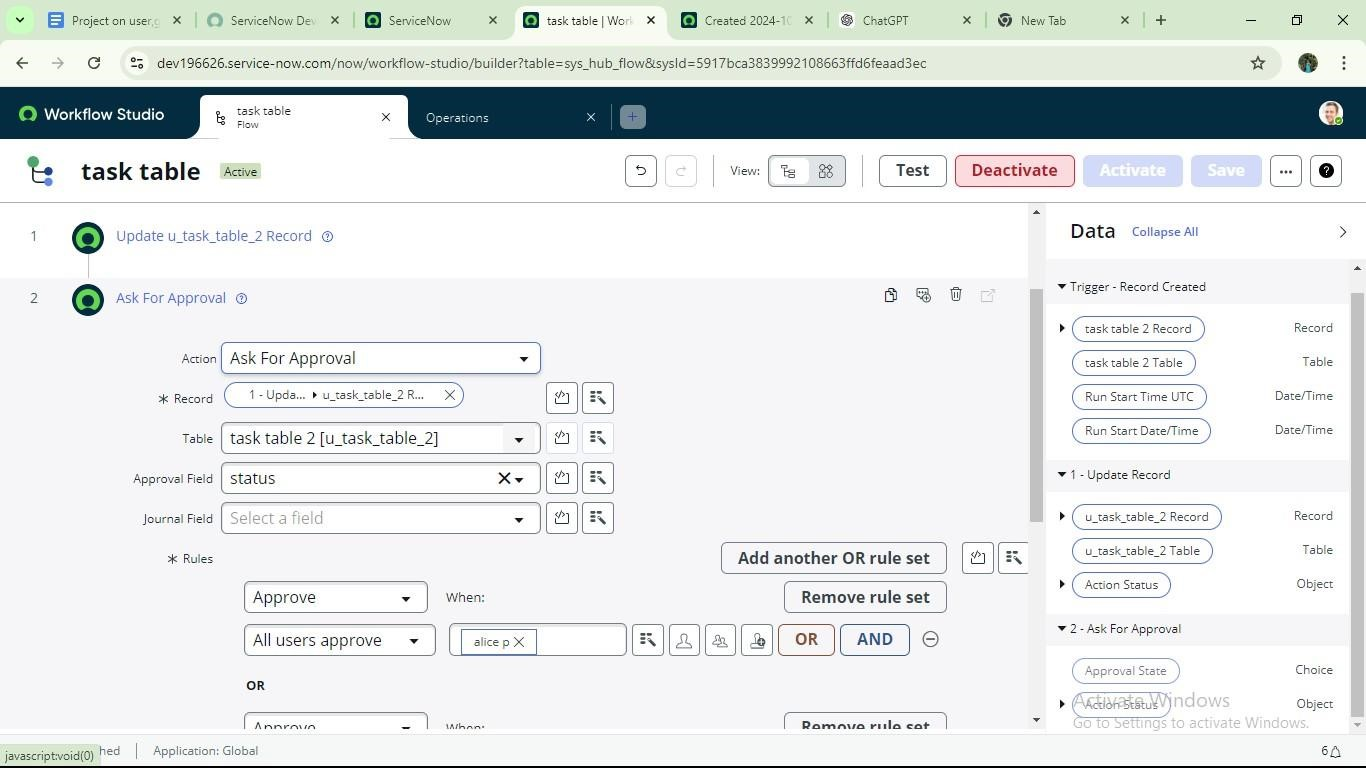 Project on user,g
ServiceNow Dev
ServiceNow
task table | Work
Created 2024-10
ChatGPT
New Tab
dev196626.service-now.com/now/workflow-studio/builder?table=sys_hub_flow&sysId=5917bca3839992108663ffd6feaad3ec
Workflow Studio
task table
Flow
Operations
task table
Active
View:
Test
Deactivate
Activate
Save
1
Update u_task_table_2 Record
2
Ask For Approval
Action
Ask For Approval
* Record
1 - Upda... ▸ u_task_table_2 R...
Table
task table 2 [u_task_table_2]
Approval Field
status
Journal Field
Select a field
* Rules
Add another OR rule set
Approve
When:
Remove rule set
All users approve
alice p
OR
AND
OR
Approve
When:
Remove rule set
Data
Collapse All
Trigger - Record Created
task table 2 Record
Record
task table 2 Table
Table
Run Start Time UTC
Date/Time
Run Start Date/Time
Date/Time
1 - Update Record
u_task_table_2 Record
Record
u_task_table_2 Table
Table
Action Status
Object
2 - Ask For Approval
Approval State
Choice
Action Status
Object
Activate Windows
Go to Settings to activate Windows.
javascript:void(0)
Application: Global
6